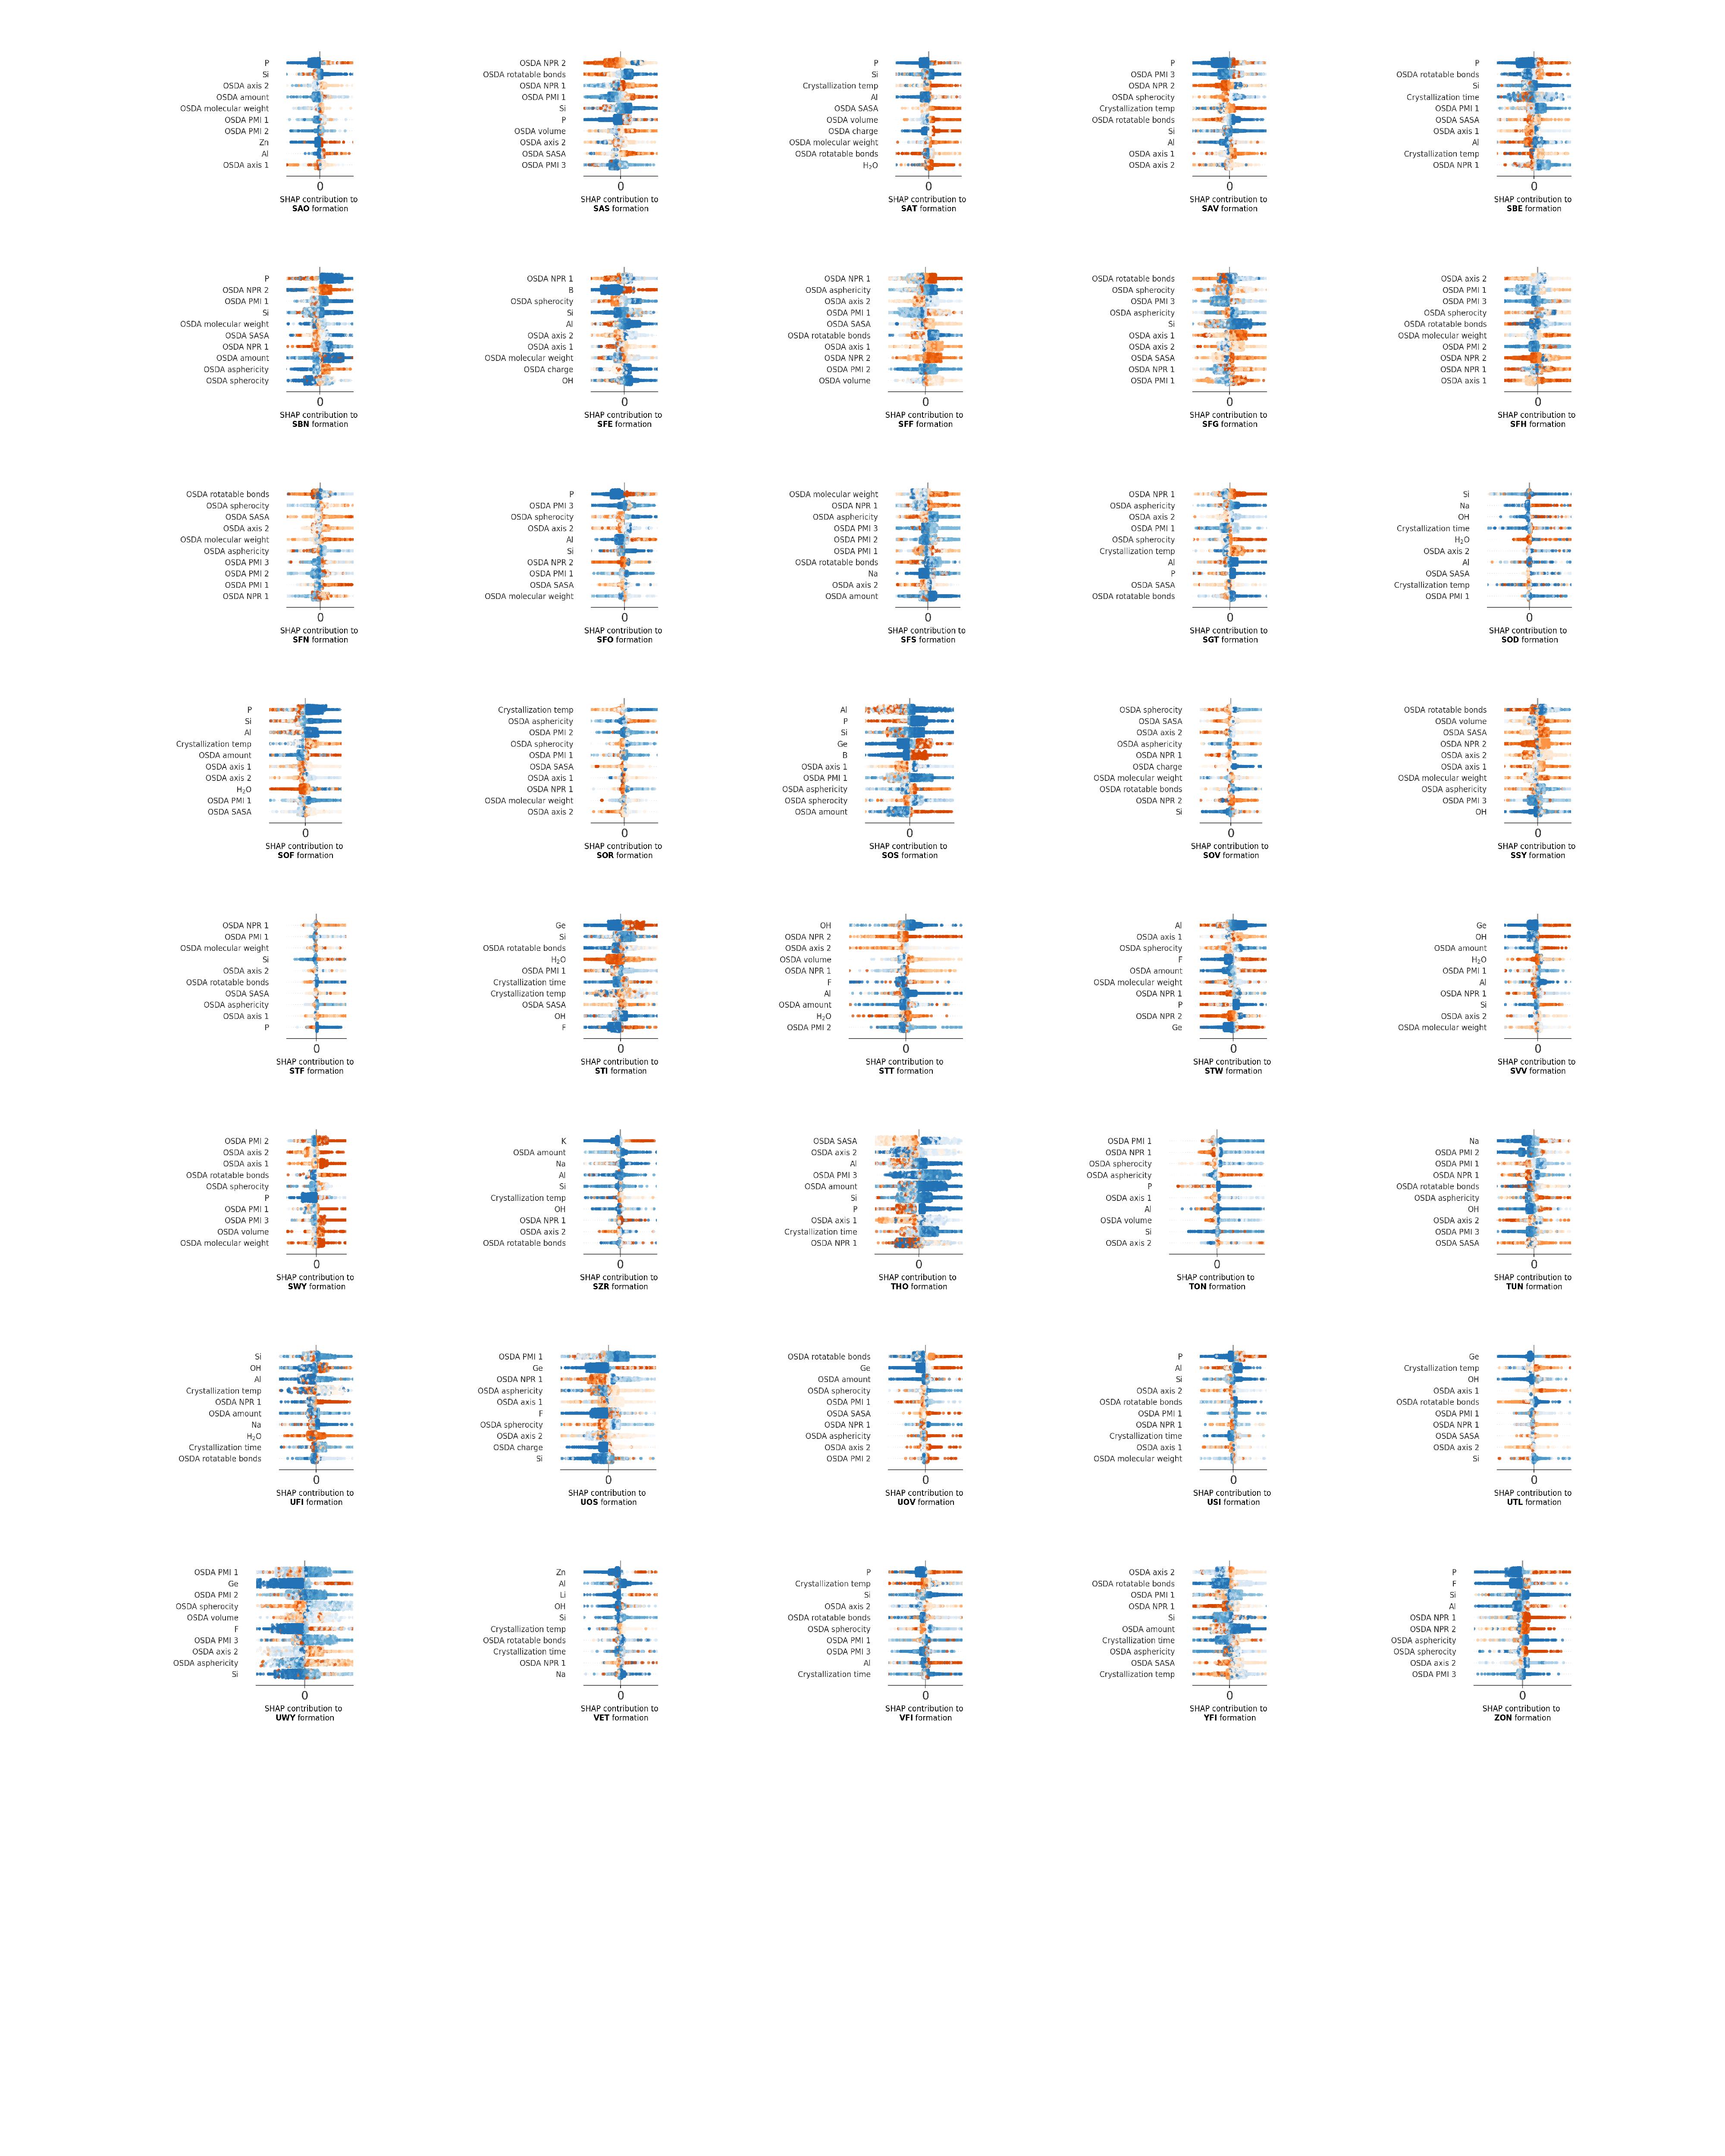 P
Si
OSDA axis 2
OSDA amount
OSDA molecular weight
OSDA PMI 1
OSDA PMI 2
Zn
Al
OSDA axis 1
0
SHAP contribution to
SAO formation
OSDA NPR 2
OSDA rotatable bonds
OSDA NPR 1
OSDA PMI 1
Si
P
OSDA volume
OSDA axis 2
OSDA SASA
OSDA PMI 3
0
SHAP contribution to
SAS formation
P
Si
Crystallization temp
Al
OSDA SASA
OSDA volume
OSDA charge
OSDA molecular weight
OSDA rotatable bonds
H₂O
0
SHAP contribution to
SAT formation
P
OSDA PMI 3
OSDA NPR 2
OSDA spherocity
Crystallization temp
OSDA rotatable bonds
Si
Al
OSDA axis 1
OSDA axis 2
0
SHAP contribution to
SAV formation
P
OSDA rotatable bonds
Si
Crystallization time
OSDA PMI 1
OSDA SASA
OSDA axis 1
Al
Crystallization temp
OSDA NPR 1
0
SHAP contribution to
SBE formation
P
OSDA NPR 2
OSDA PMI 1
Si
OSDA molecular weight
OSDA SASA
OSDA NPR 1
OSDA amount
OSDA asphericity
OSDA spherocity
0
SHAP contribution to
SBN formation
OSDA NPR 1
B
OSDA spherocity
Si
Al
OSDA axis 2
OSDA axis 1
OSDA molecular weight
OSDA charge
OH
0
SHAP contribution to
SFE formation
OSDA NPR 1
OSDA asphericity
OSDA axis 2
OSDA PMI 1
OSDA SASA
OSDA rotatable bonds
OSDA axis 1
OSDA NPR 2
OSDA PMI 2
OSDA volume
0
SHAP contribution to
SFF formation
OSDA rotatable bonds
OSDA spherocity
OSDA PMI 3
OSDA asphericity
Si
OSDA axis 1
OSDA axis 2
OSDA SASA
OSDA NPR 1
OSDA PMI 1
0
SHAP contribution to
SFG formation
OSDA axis 2
OSDA PMI 1
OSDA PMI 3
OSDA spherocity
OSDA rotatable bonds
OSDA molecular weight
OSDA PMI 2
OSDA NPR 2
OSDA NPR 1
OSDA axis 1
0
SHAP contribution to
SFH formation
OSDA rotatable bonds
OSDA spherocity
OSDA SASA
OSDA axis 2
OSDA molecular weight
OSDA asphericity
OSDA PMI 3
OSDA PMI 2
OSDA PMI 1
OSDA NPR 1
0
SHAP contribution to
SFN formation
P
OSDA PMI 3
OSDA spherocity
OSDA axis 2
Al
Si
OSDA NPR 2
OSDA PMI 1
OSDA SASA
OSDA molecular weight
0
SHAP contribution to
SFO formation
OSDA molecular weight
OSDA NPR 1
OSDA asphericity
OSDA PMI 3
OSDA PMI 2
OSDA PMI 1
OSDA rotatable bonds
Na
OSDA axis 2
OSDA amount
0
SHAP contribution to
SFS formation
OSDA NPR 1
OSDA asphericity
OSDA axis 2
OSDA PMI 1
OSDA spherocity
Crystallization temp
Al
P
OSDA SASA
OSDA rotatable bonds
0
SHAP contribution to
SGT formation
Si
Na
OH
Crystallization time
H₂O
OSDA axis 2
Al
OSDA SASA
Crystallization temp
OSDA PMI 1
0
SHAP contribution to
SOD formation
P
Si
Al
Crystallization temp
OSDA amount
OSDA axis 1
OSDA axis 2
H₂O
OSDA PMI 1
OSDA SASA
0
SHAP contribution to
SOF formation
Crystallization temp
OSDA asphericity
OSDA PMI 2
OSDA spherocity
OSDA PMI 1
OSDA SASA
OSDA axis 1
OSDA NPR 1
OSDA molecular weight
OSDA axis 2
0
SHAP contribution to
SOR formation
Al
P
Si
Ge
B
OSDA axis 1
OSDA PMI 1
OSDA asphericity
OSDA spherocity
OSDA amount
0
SHAP contribution to
SOS formation
OSDA spherocity
OSDA SASA
OSDA axis 2
OSDA asphericity
OSDA NPR 1
OSDA charge
OSDA molecular weight
OSDA rotatable bonds
OSDA NPR 2
Si
0
SHAP contribution to
SOV formation
OSDA rotatable bonds
OSDA volume
OSDA SASA
OSDA NPR 2
OSDA axis 2
OSDA axis 1
OSDA molecular weight
OSDA asphericity
OSDA PMI 3
OH
0
SHAP contribution to
SSY formation
OSDA NPR 1
OSDA PMI 1
OSDA molecular weight
Si
OSDA axis 2
OSDA rotatable bonds
OSDA SASA
OSDA asphericity
OSDA axis 1
P
0
SHAP contribution to
STF formation
Ge
Si
OSDA rotatable bonds
H₂O
OSDA PMI 1
Crystallization time
Crystallization temp
OSDA SASA
OH
F
0
SHAP contribution to
STI formation
OH
OSDA NPR 2
OSDA axis 2
OSDA volume
OSDA NPR 1
F
Al
OSDA amount
H₂O
OSDA PMI 2
0
SHAP contribution to
STT formation
Al
OSDA axis 1
OSDA spherocity
F
OSDA amount
OSDA molecular weight
OSDA NPR 1
P
OSDA NPR 2
Ge
0
SHAP contribution to
STW formation
Ge
OH
OSDA amount
H₂O
OSDA PMI 1
Al
OSDA NPR 1
Si
OSDA axis 2
OSDA molecular weight
0
SHAP contribution to
SVV formation
OSDA PMI 2
OSDA axis 2
OSDA axis 1
OSDA rotatable bonds
OSDA spherocity
P
OSDA PMI 1
OSDA PMI 3
OSDA volume
OSDA molecular weight
0
SHAP contribution to
SWY formation
K
OSDA amount
Na
Al
Si
Crystallization temp
OH
OSDA NPR 1
OSDA axis 2
OSDA rotatable bonds
0
SHAP contribution to
SZR formation
OSDA SASA
OSDA axis 2
Al
OSDA PMI 3
OSDA amount
Si
P
OSDA axis 1
Crystallization time
OSDA NPR 1
0
SHAP contribution to
THO formation
OSDA PMI 1
OSDA NPR 1
OSDA spherocity
OSDA asphericity
P
OSDA axis 1
Al
OSDA volume
Si
OSDA axis 2
0
SHAP contribution to
TON formation
Na
OSDA PMI 2
OSDA PMI 1
OSDA NPR 1
OSDA rotatable bonds
OSDA asphericity
OH
OSDA axis 2
OSDA PMI 3
OSDA SASA
0
SHAP contribution to
TUN formation
Si
OH
Al
Crystallization temp
OSDA NPR 1
OSDA amount
Na
H₂O
Crystallization time
OSDA rotatable bonds
0
SHAP contribution to
UFI formation
OSDA PMI 1
Ge
OSDA NPR 1
OSDA asphericity
OSDA axis 1
F
OSDA spherocity
OSDA axis 2
OSDA charge
Si
0
SHAP contribution to
UOS formation
OSDA rotatable bonds
Ge
OSDA amount
OSDA spherocity
OSDA PMI 1
OSDA SASA
OSDA NPR 1
OSDA asphericity
OSDA axis 2
OSDA PMI 2
0
SHAP contribution to
UOV formation
P
Al
Si
OSDA axis 2
OSDA rotatable bonds
OSDA PMI 1
OSDA NPR 1
Crystallization time
OSDA axis 1
OSDA molecular weight
0
SHAP contribution to
USI formation
Ge
Crystallization temp
OH
OSDA axis 1
OSDA rotatable bonds
OSDA PMI 1
OSDA NPR 1
OSDA SASA
OSDA axis 2
Si
0
SHAP contribution to
UTL formation
OSDA PMI 1
Ge
OSDA PMI 2
OSDA spherocity
OSDA volume
F
OSDA PMI 3
OSDA axis 2
OSDA asphericity
Si
0
SHAP contribution to
UWY formation
Zn
Al
Li
OH
Si
Crystallization temp
OSDA rotatable bonds
Crystallization time
OSDA NPR 1
Na
0
SHAP contribution to
VET formation
P
Crystallization temp
Si
OSDA axis 2
OSDA rotatable bonds
OSDA spherocity
OSDA PMI 1
OSDA PMI 3
Al
Crystallization time
0
SHAP contribution to
VFI formation
OSDA axis 2
OSDA rotatable bonds
OSDA PMI 1
OSDA NPR 1
Si
OSDA amount
Crystallization time
OSDA asphericity
OSDA SASA
Crystallization temp
0
SHAP contribution to
YFI formation
P
F
Si
Al
OSDA NPR 1
OSDA NPR 2
OSDA asphericity
OSDA spherocity
OSDA axis 2
OSDA PMI 3
0
SHAP contribution to
ZON formation